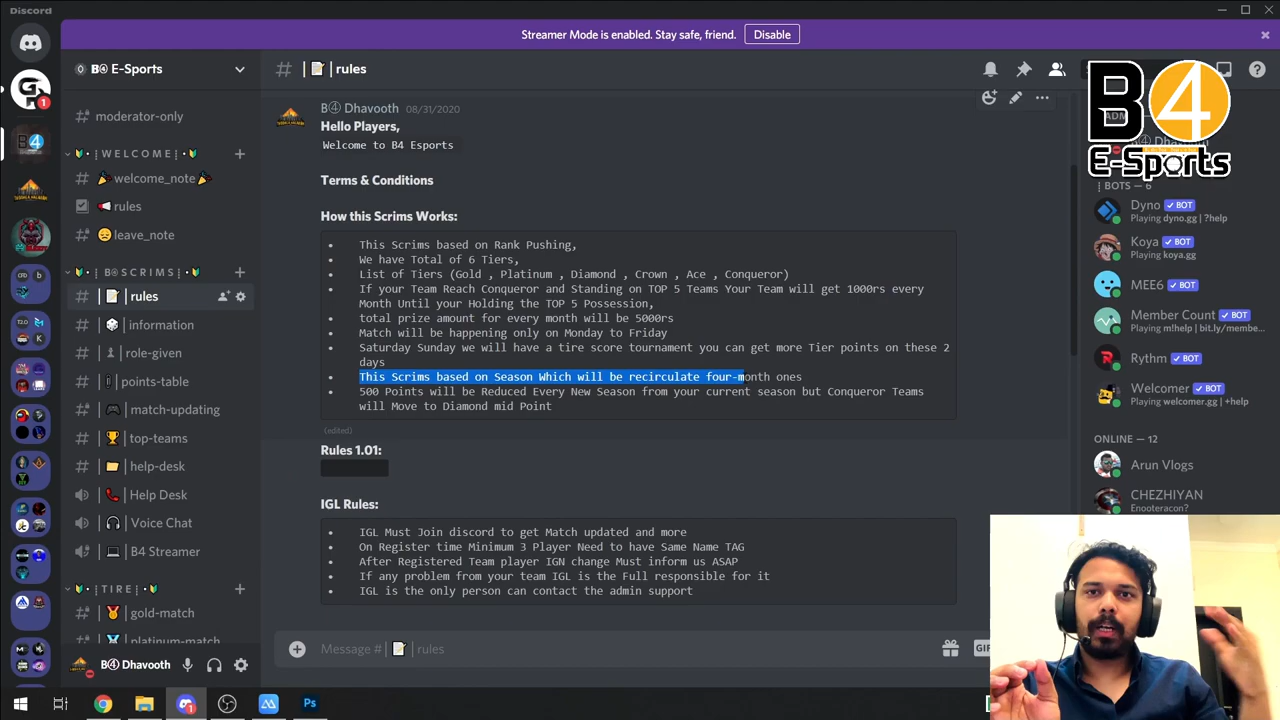 Discord
Streamer Mode is enabled. Stay safe, friend.
Disable
B④ E-Sports
# | 📝 | rules
moderator-only
WELCOME
🎉 welcome_note 🎉
📢 rules
😞 leave_note
B④SCRIMS
| 📝 | rules
| 🎲 | information
| role-given
| points-table
| 🎮 | match-updating
| 🏆 | top-teams
| 📁 | help-desk
| 📞 | Help Desk
| 🎧 | Voice Chat
| 💻 | B4 Streamer
TIRE
| 🥇 | gold-match
platinum-match
B④ Dhavooth
B④ Dhavooth 08/31/2020
Hello Players,
Welcome to B4 Esports
Terms & Conditions
How this Scrims Works:
• This Scrims based on Rank Pushing,
• We have Total of 6 Tiers,
• List of Tiers (Gold , Platinum , Diamond , Crown , Ace , Conqueror)
• If your Team Reach Conqueror and Standing on TOP 5 Teams Your Team will get 1000rs every
Month Until your Holding the TOP 5 Possession,
• total prize amount for every month will be 5000rs
• Match will be happening only on Monday to Friday
• Saturday Sunday we will have a tire score tournament you can get more Tier points on these 2
days
• This Scrims based on Season Which will be recirculate four-month ones
• 500 Points will be Reduced Every New Season from your current season but Conqueror Teams
will Move to Diamond mid Point
(edited)
Rules 1.01:
IGL Rules:
• IGL Must Join discord to get Match updated and more
• On Register time Minimum 3 Player Need to have Same Name TAG
• After Registered Team player IGN change Must inform us ASAP
• If any problem from your team IGL is the Full responsible for it
• IGL is the only person can contact the admin support
Message # | 📝 | rules
GIF
B4
E-Sports
BOTS — 6
Dyno BOT
Playing dyno.gg | ?help
Koya BOT
Playing koya.gg
MEE6 BOT
Member Count BOT
Playing m!help | bit.ly/membe...
Rythm BOT
Welcomer BOT
Playing welcomer.gg | +help
ONLINE — 12
Arun Vlogs
CHEZHIYAN
Enooteracon?